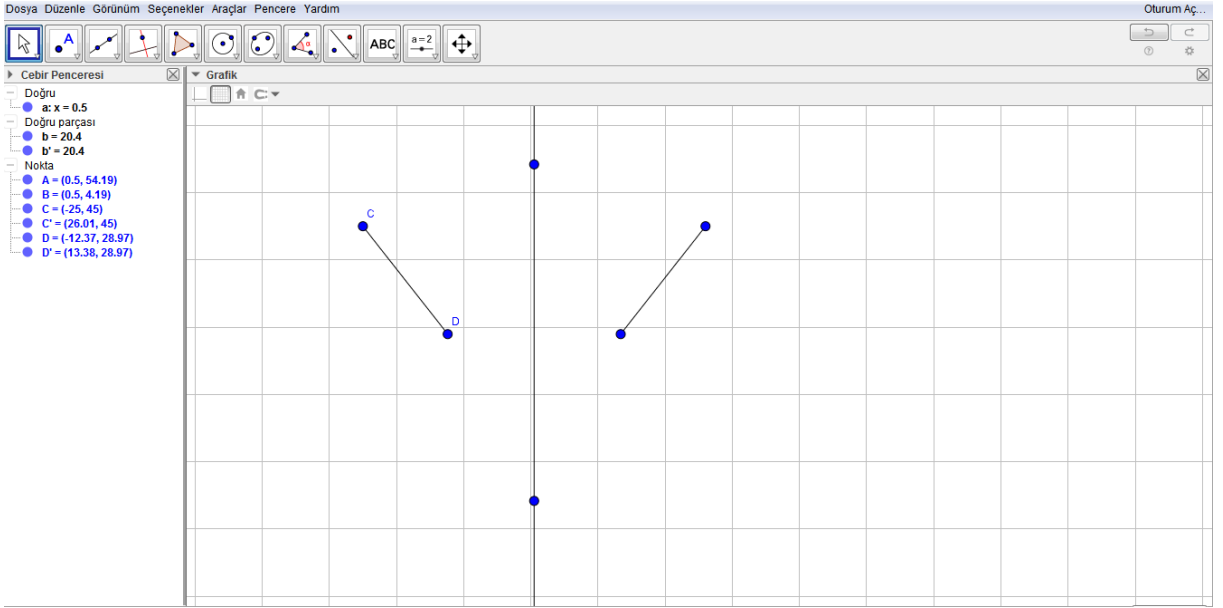 Dosya Düzenle Görünüm Seçenekler Araçlar Pencere Yardım
Oturum Aç...
A
ABC
a=2
Cebir Penceresi
Grafik
Doğru
a: x = 0.5
Doğru parçası
b = 20.4
b' = 20.4
Nokta
A = (0.5, 54.19)
B = (0.5, 4.19)
C = (-25, 45)
C' = (26.01, 45)
D = (-12.37, 28.97)
D' = (13.38, 28.97)
C
D